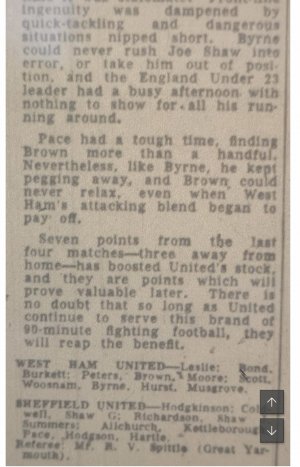 ingenuity was dampened by
quick-tackling and dangerous
situations nipped short. Byrne
could never rush Joe Shaw into
error, or take him out of posi-
tion, and the England Under 23
leader had a busy afternoon with
nothing to show for all his run-
ning around.
Pace had a tough time, finding
Brown more than a handful.
Nevertheless, like Byrne, he kept
pegging away, and Brown could
never relax, even when West
Ham's attacking blend began to
pay off.
Seven points from the last
four matches—three away from
home—has boosted United's stock,
and they are points which will
prove valuable later. There is
no doubt that so long as United
continue to serve this brand of
90-minute fighting football, they
will reap the benefit.
WEST HAM UNITED—Leslie; Bond,
Burkett; Peters, Brown, Moore; Scott,
Woosnam, Byrne, Hurst, Musgrove.
SHEFFIELD UNITED—Hodgkinson;
well, Shaw G; Richardson, Shaw
Summers; Allchurch, Kettleborough
Pace, Hodgson, Hartle.
Referee: Mr. R. V. Spittle (Great Yar-
mouth).